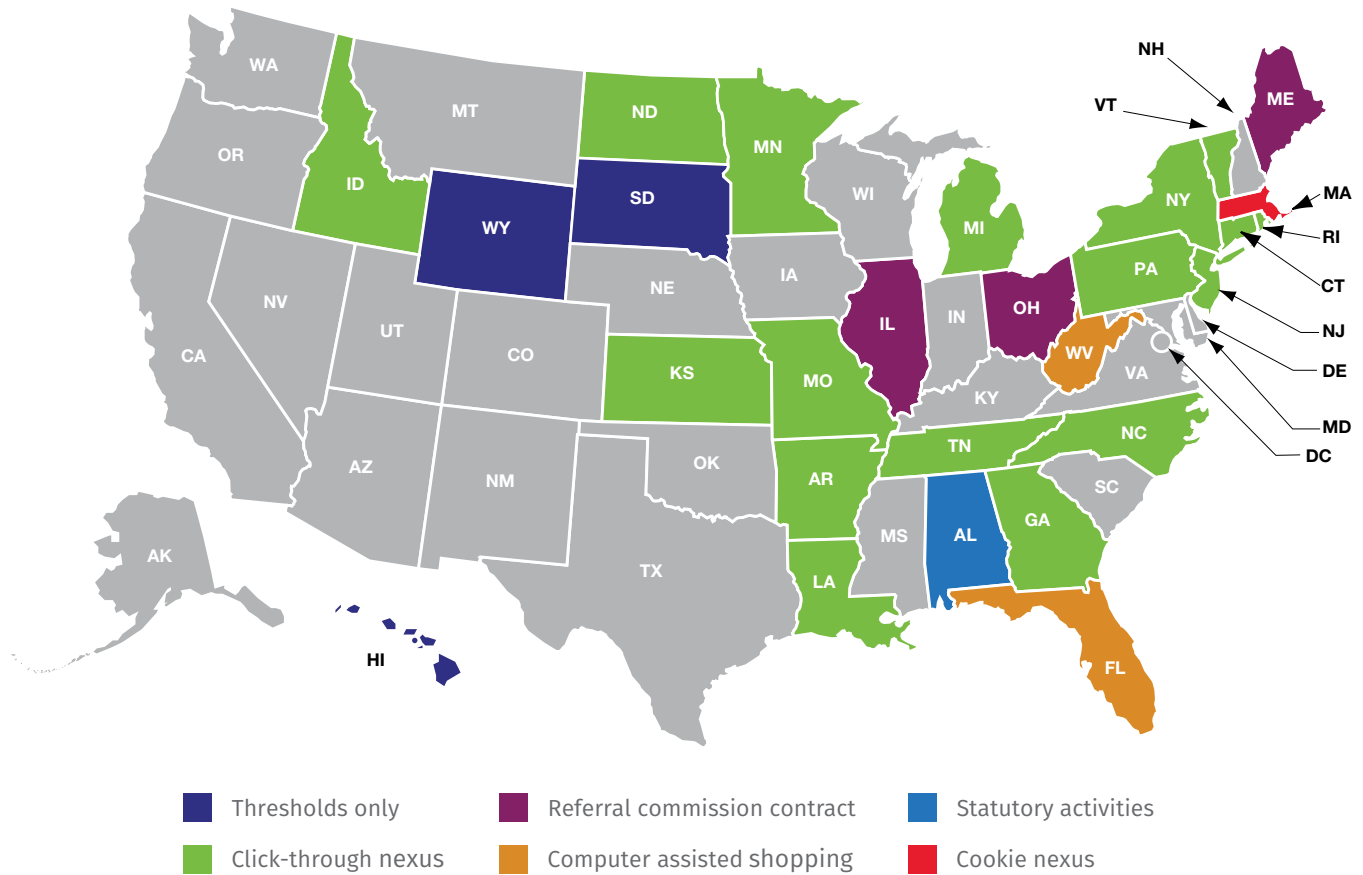 NH
ME
WA
VT
MT
ND
MN
OR
ID
SD
WI
NY
MA
WY
MI
RI
PA
IA
CT
NE
NV
OH
IN
IL
NJ
UT
CA
CO
WV
DE
KS
MO
VA
KY
MD
NC
TN
DC
OK
AZ
NM
AR
SC
GA
AL
MS
AK
TX
LA
HI
FL
Thresholds only
Referral commission contract
Statutory activities
Click-through nexus
Computer assisted shopping
Cookie nexus